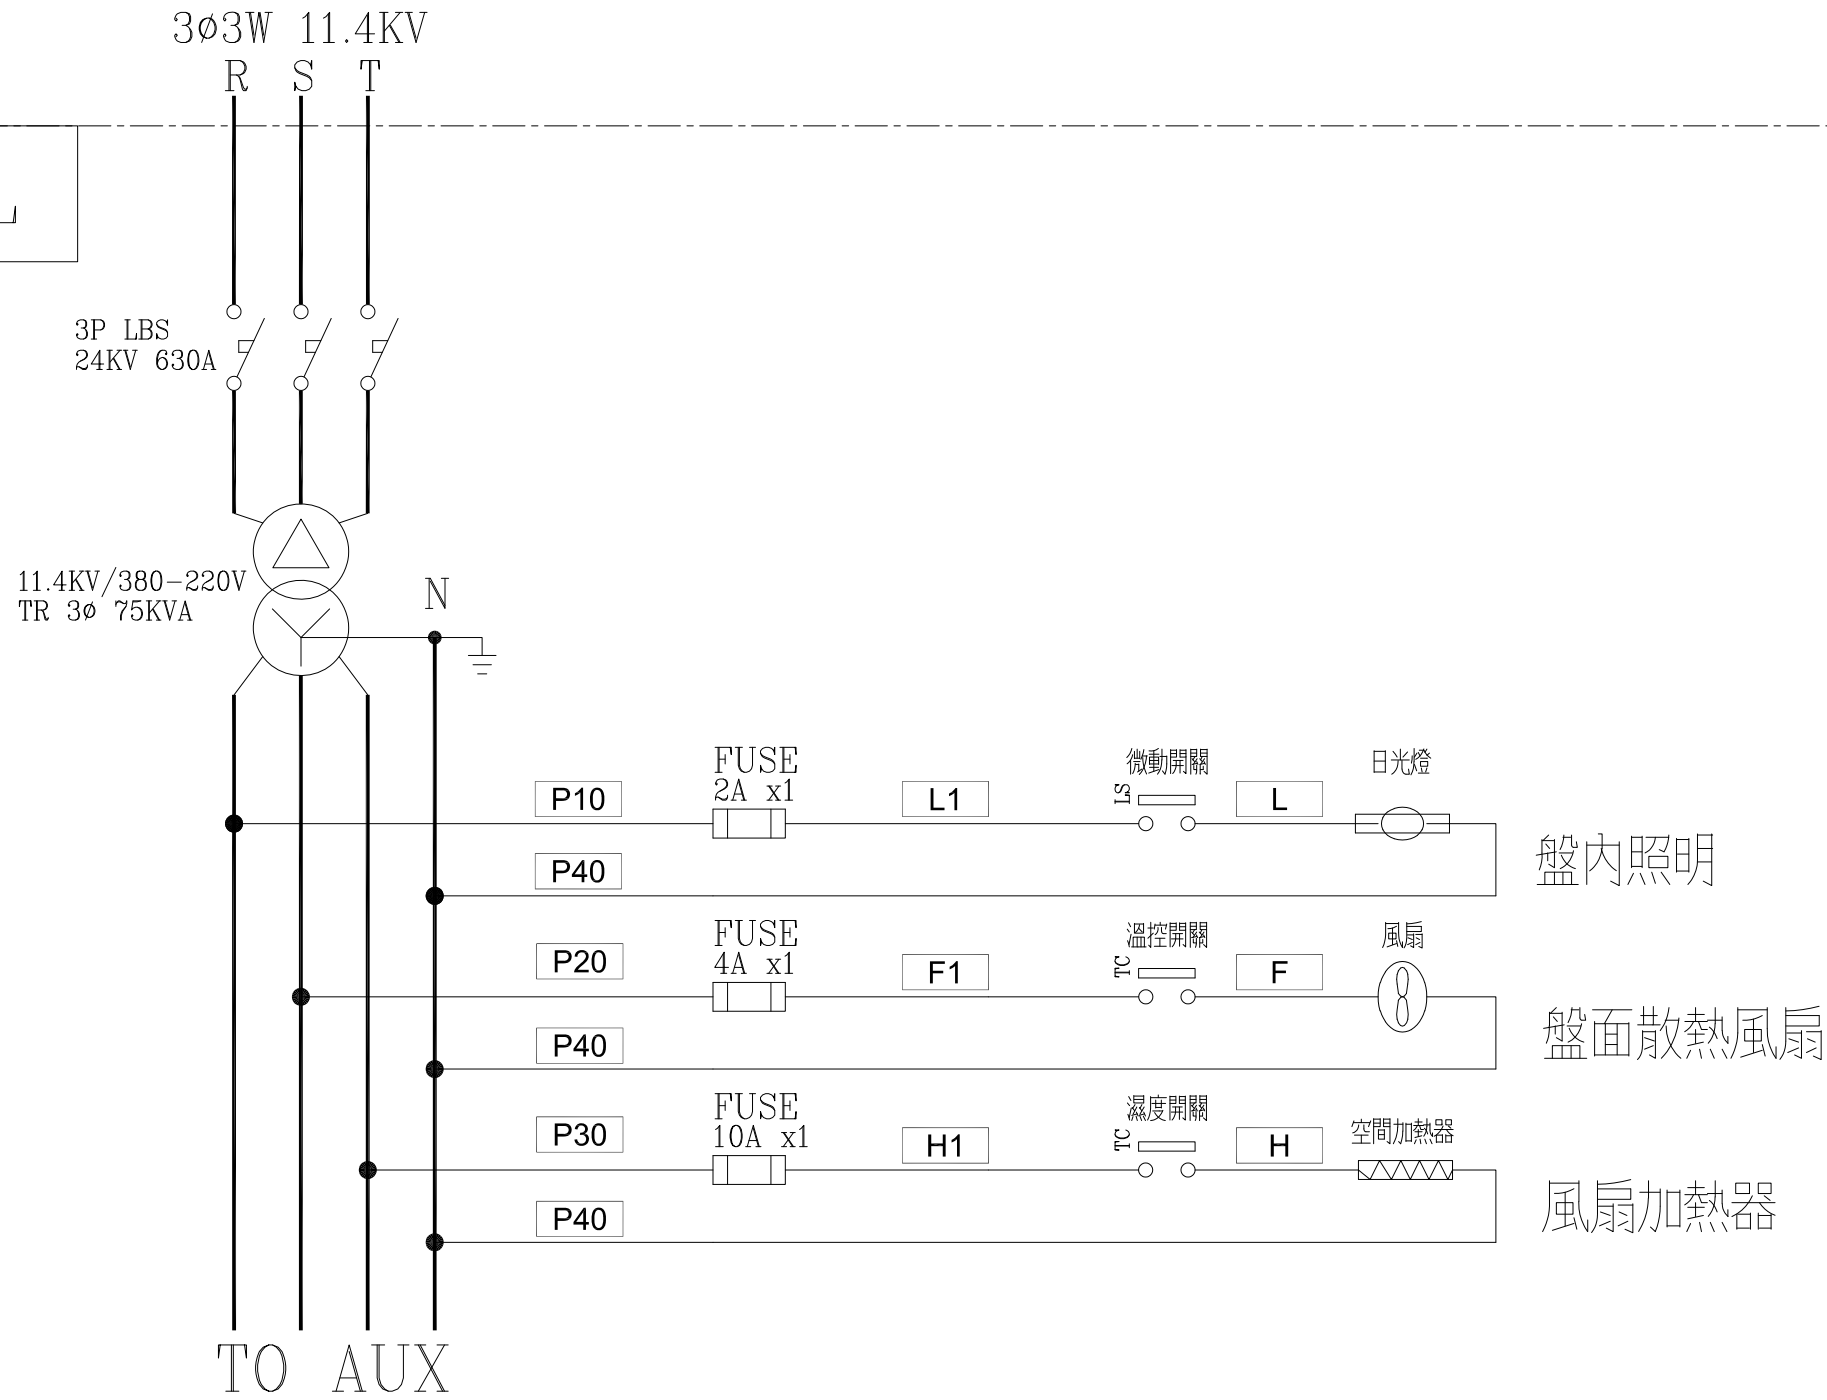 3ø3W 11.4KV
R S T
3P LBS
24KV 630A
11.4KV/380-220V
TR 3ø 75KVA
N
P10
FUSE
2A x1
L1
微動開關
LS
L
日光燈
盤內照明
P40
P20
FUSE
4A x1
F1
溫控開關
TC
F
風扇
盤面散熱風扇
P40
P30
FUSE
10A x1
H1
濕度開關
TC
H
空間加熱器
風扇加熱器
P40
TO AUX